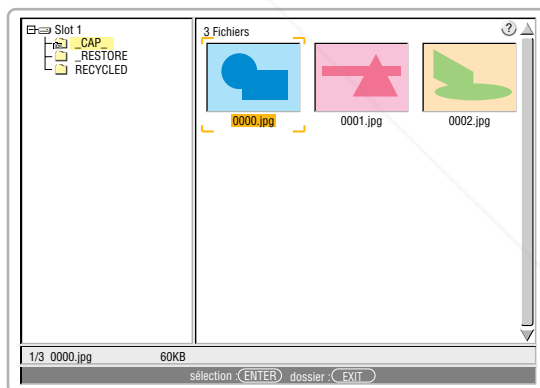 Slot 1
_CAP_
_RESTORE
RECYCLED
3 Fichiers
?
0000.jpg
0001.jpg
0002.jpg
1/3 0000.jpg 60KB
sélection :ENTER dossier :EXIT